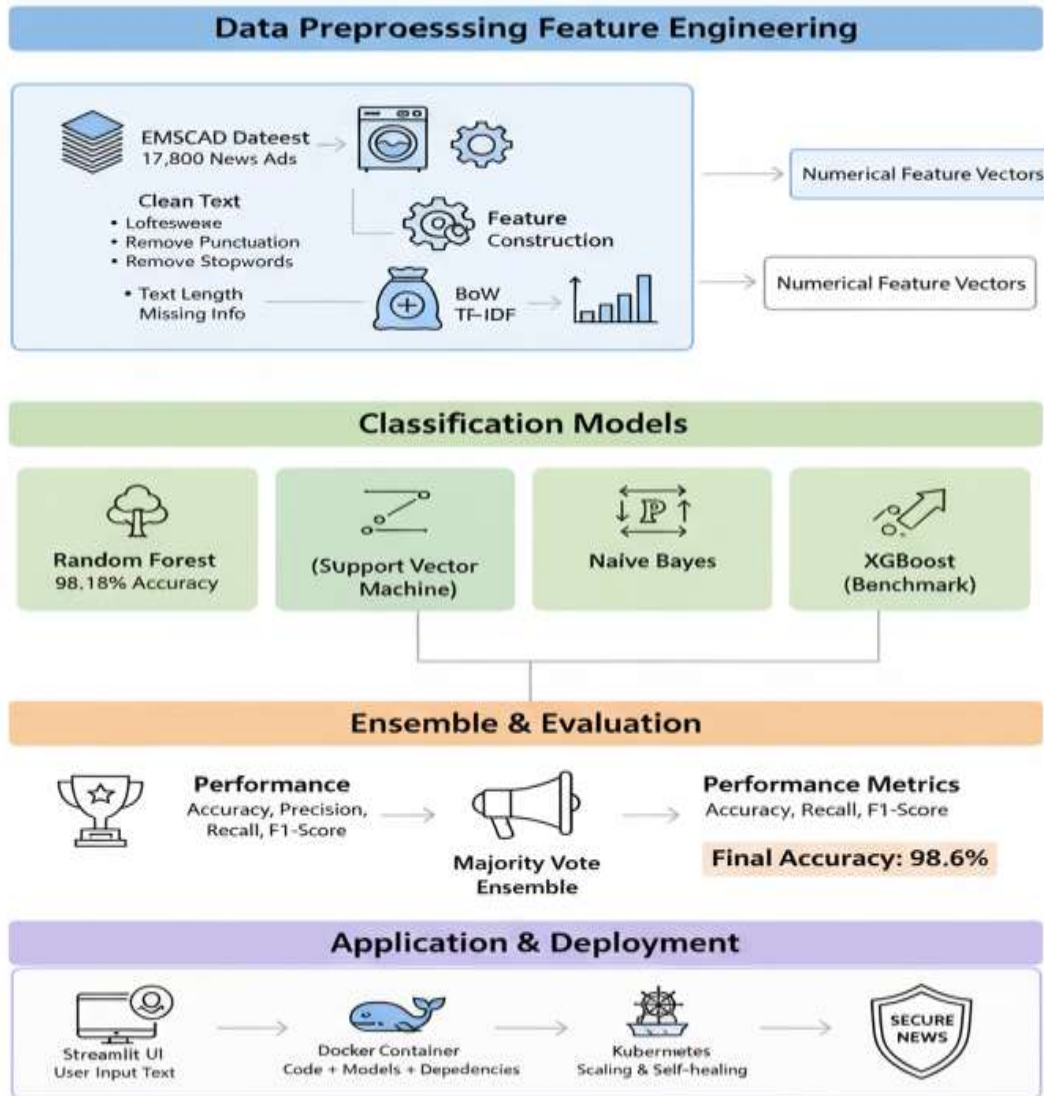 Data Preproesssing Feature Engineering
EMSCAD Dateest
17,800 News Ads
Clean Text
• Remove Punctuation
• Remove Stopwords
• Text Length
Missing Info
Feature
Construction
BoW
TF-IDF
Numerical Feature Vectors
Numerical Feature Vectors
Classification Models
Random Forest
98.18% Accuracy
(Support Vector
Machine)
P
Naive Bayes
XGBoost
(Benchmark)
Ensemble & Evaluation
Performance
Accuracy, Precision,
Recall, F1-Score
Majority Vote
Ensemble
Performance Metrics
Accuracy, Recall, F1-Score
Final Accuracy: 98.6%
Application & Deployment
Streamlit UI
User Input Text
Docker Container
Code + Models + Depedencies
Kubernetes
Scaling & Self-healing
SECURE
NEWS